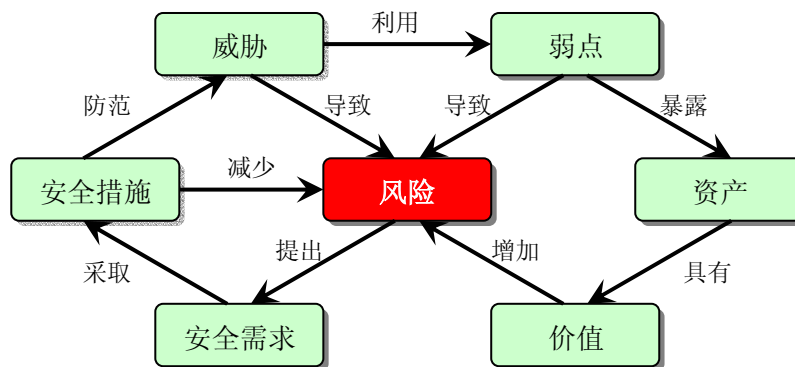 利用
威胁
弱点
防范
导致
导致
暴露
减少
安全措施
风险
资产
采取
提出
增加
具有
安全需求
价值